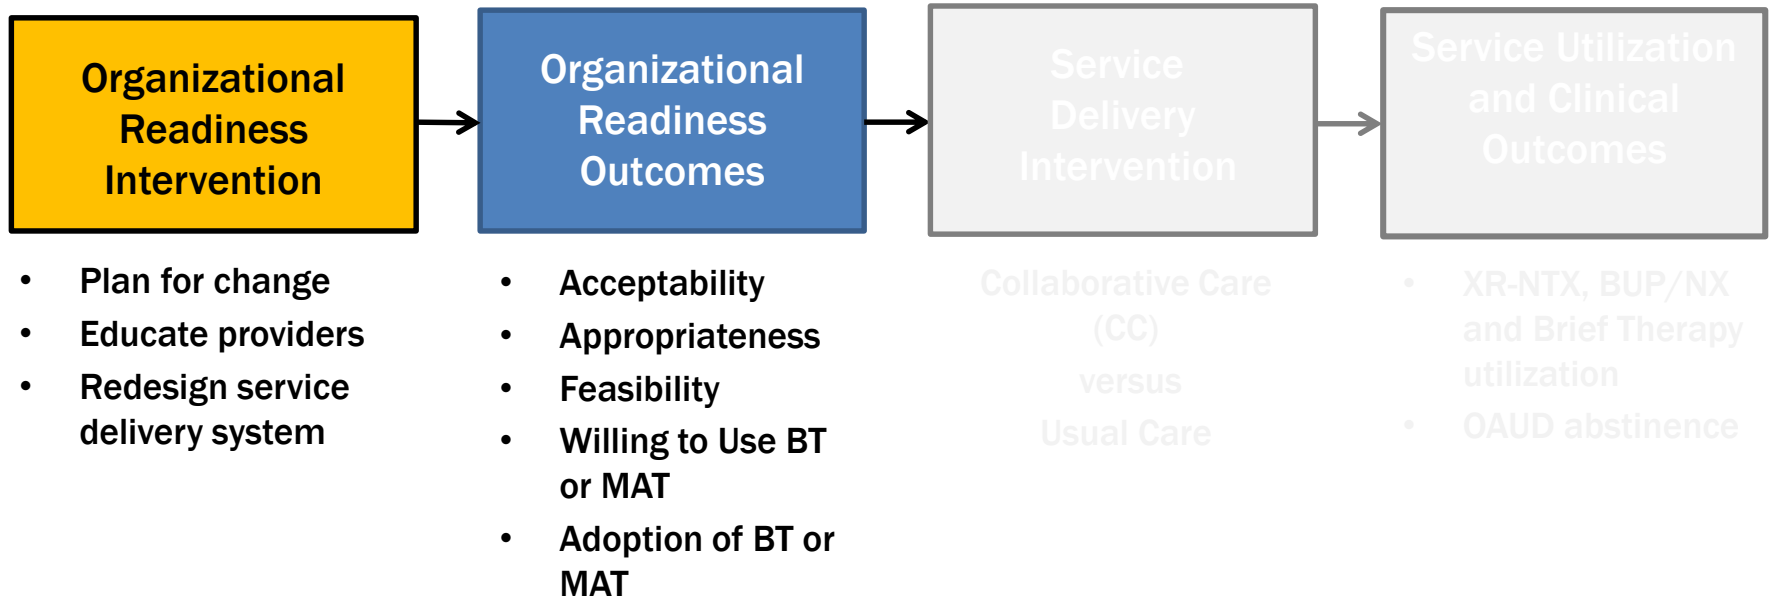 Organizational
Readiness
Intervention
• Plan for change
• Educate providers
• Redesign service
delivery system
Organizational
Readiness
Outcomes
• Acceptability
• Appropriateness
• Feasibility
• Willing to Use BT
or MAT
• Adoption of BT or
MAT
Service
Delivery
Intervention
Collaborative Care
(CC)
versus
Usual Care
Service Utilization
and Clinical
Outcomes
• XR-NTX, BUP/NX
and Brief Therapy
utilization
• OAUD abstinence